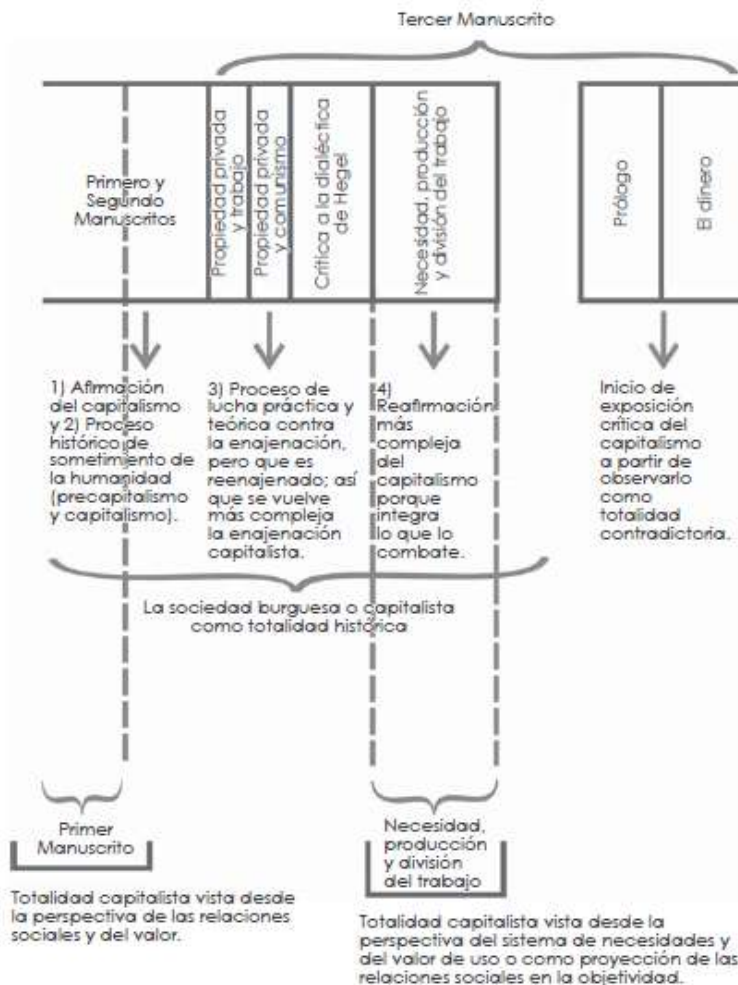 Tercer Manuscrito
Primero y
Segundo
Manuscritos
Propiedad privada
y trabajo
Propiedad privada
y comunismo
Crítica a la dialéctica
de Hegel
Necesidad, producción
y división del trabajo
Prólogo
El dinero
1) Afirmación
del capitalismo
y 2) Proceso
histórico de
sometimiento de
la humanidad
(precapitalismo
y capitalismo).
3) Proceso de
lucha práctica y
teórica contra
la enajenación,
pero que es
reenajenado; así
que se vuelve
más compleja
la enajenación
capitalista.
4)
Reafirmación
más
compleja
del
capitalismo
porque
integra
lo que lo
combate.
Inicio de
exposición
crítica del
capitalismo
a partir de
observarlo
como
totalidad
contradictoria.
La sociedad burguesa o capitalista
como totalidad histórica
Primer
Manuscrito
Totalidad capitalista vista desde
la perspectiva de las relaciones
sociales y del valor.
Necesidad,
producción
y división
del trabajo
Totalidad capitalista vista desde la
perspectiva del sistema de necesidades y
del valor de uso o como proyección de las
relaciones sociales en la objetividad.